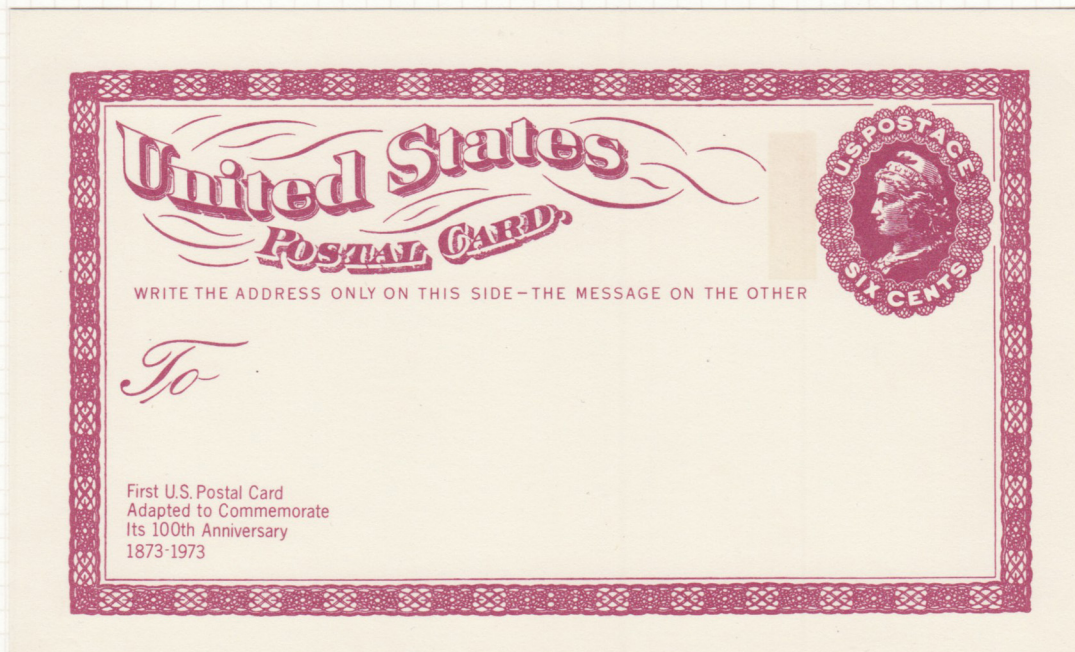 United States
POSTAL CARD.
U.S. POSTAGE
SIX CENTS
WRITE THE ADDRESS ONLY ON THIS SIDE—THE MESSAGE ON THE OTHER
To
First U.S. Postal Card
Adapted to Commemorate
Its 100th Anniversary
1873-1973